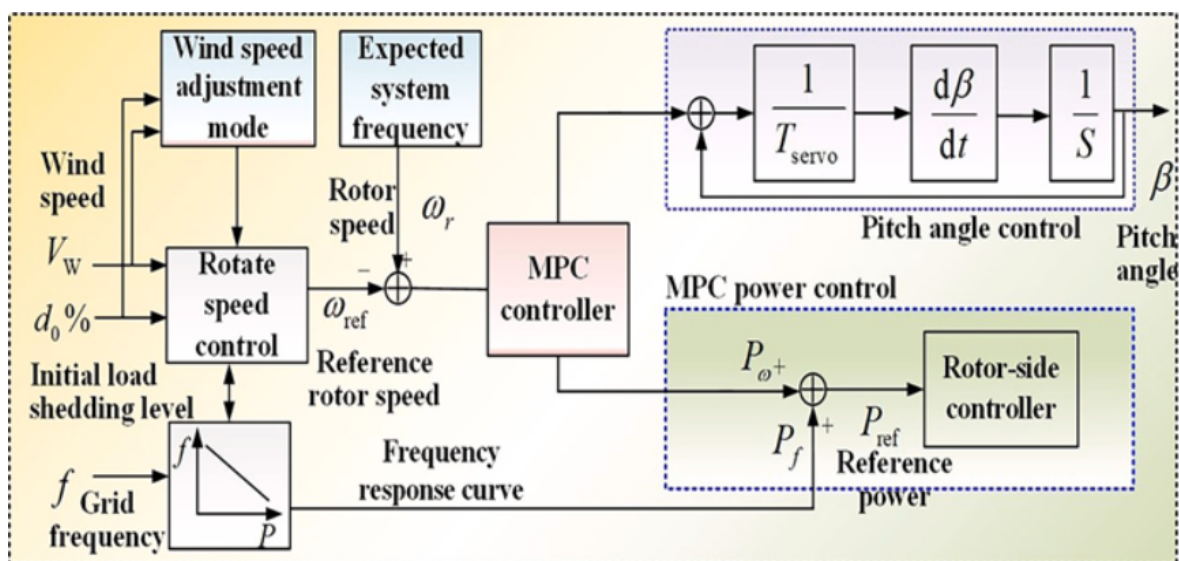 Wind speed
adjustment
mode
Expected
system
frequency
1
T_servo
dβ
dt
1
S
β
Pitch angle control
Pitch
angle
Wind
speed
V_W
d_0 %
Rotor
speed
ω_r
Rotate
speed
control
−
+
ω_ref
Reference
rotor speed
MPC
controller
MPC power control
P_ω +
P_f
+
P_ref
Reference
power
Rotor-side
controller
Initial load
shedding level
f
P
f
Grid
frequency
Frequency
response curve